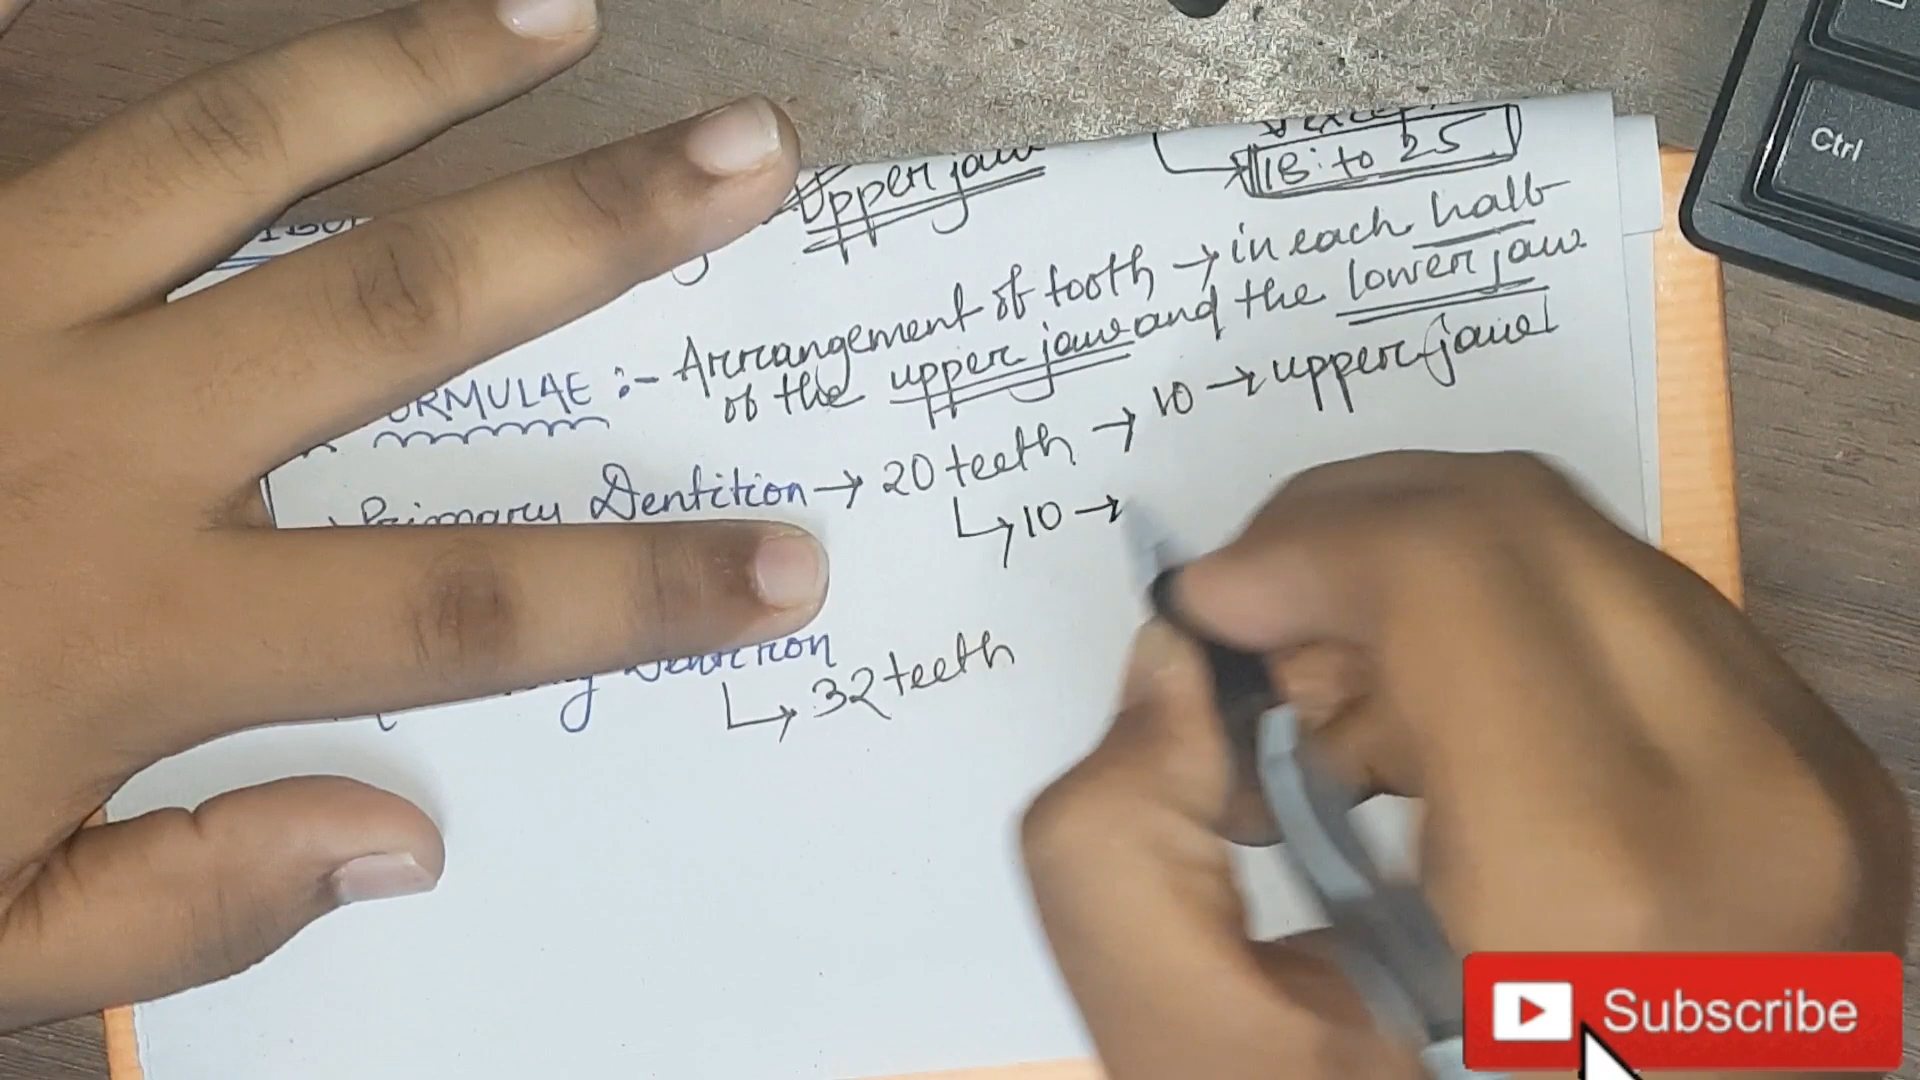 18 to 25
Upper jaw
Arrangement of tooth → in each half
ORMULAE :- of the upper jaw and the lower jaw
Primary Dentition → 20 teeth → 10 → upper jaw
↳ 10 →
Dentition
↳ 32 teeth
Ctrl
Subscribe